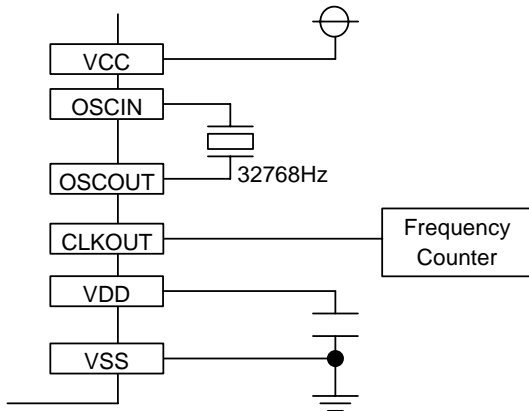 VCC
OSCIN
OSCOUT
32768Hz
CLKOUT
Frequency
Counter
VDD
VSS